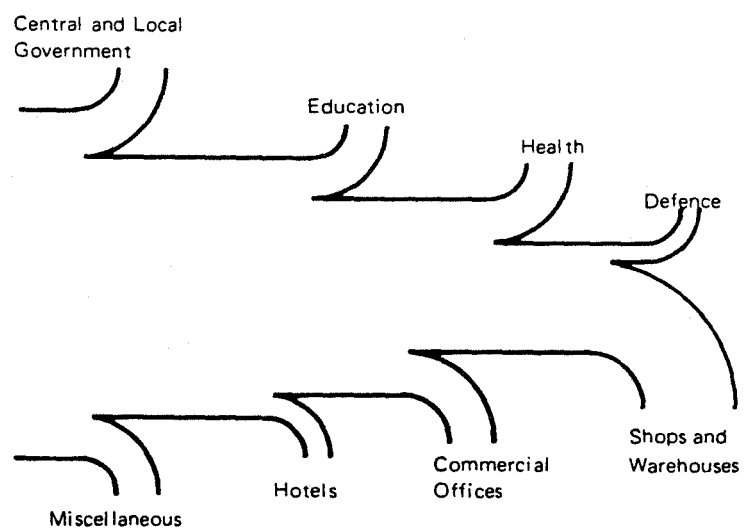 Central and Local
Government
Education
Health
Defence
Shops and
Warehouses
Commercial
Offices
Hotels
Miscellaneous